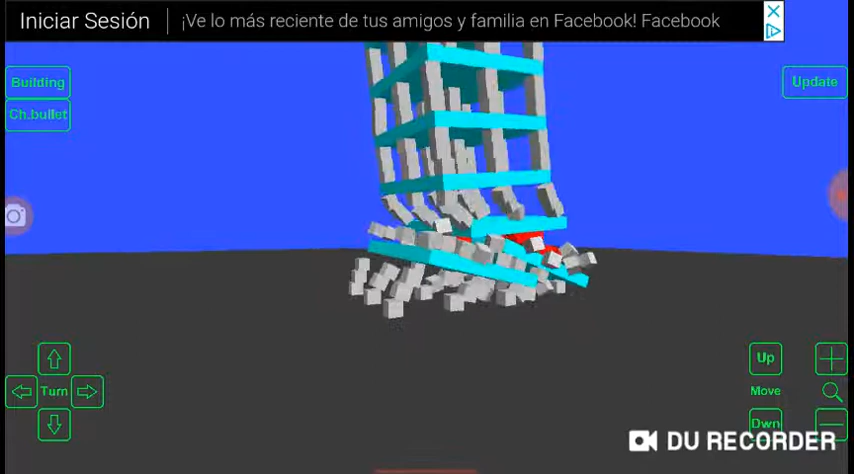 Iniciar Sesión
¡Ve lo más reciente de tus amigos y familia en Facebook! Facebook
Building
Update
Ch.bullet
Up
Turn
Move
Dwn
DU RECORDER